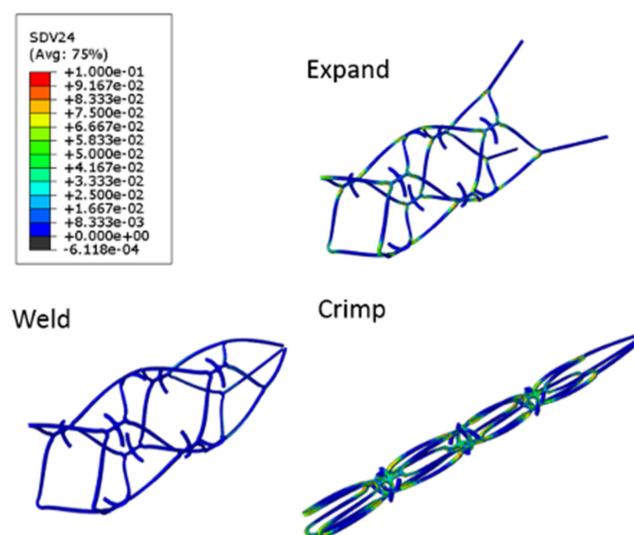 SDV24
(Avg: 75%)
+1.000e-01
+9.167e-02
+8.333e-02
+7.500e-02
+6.667e-02
+5.833e-02
+5.000e-02
+4.167e-02
+3.333e-02
+2.500e-02
+1.667e-02
+8.333e-03
+0.000e+00
-6.118e-04
Expand
Weld
Crimp